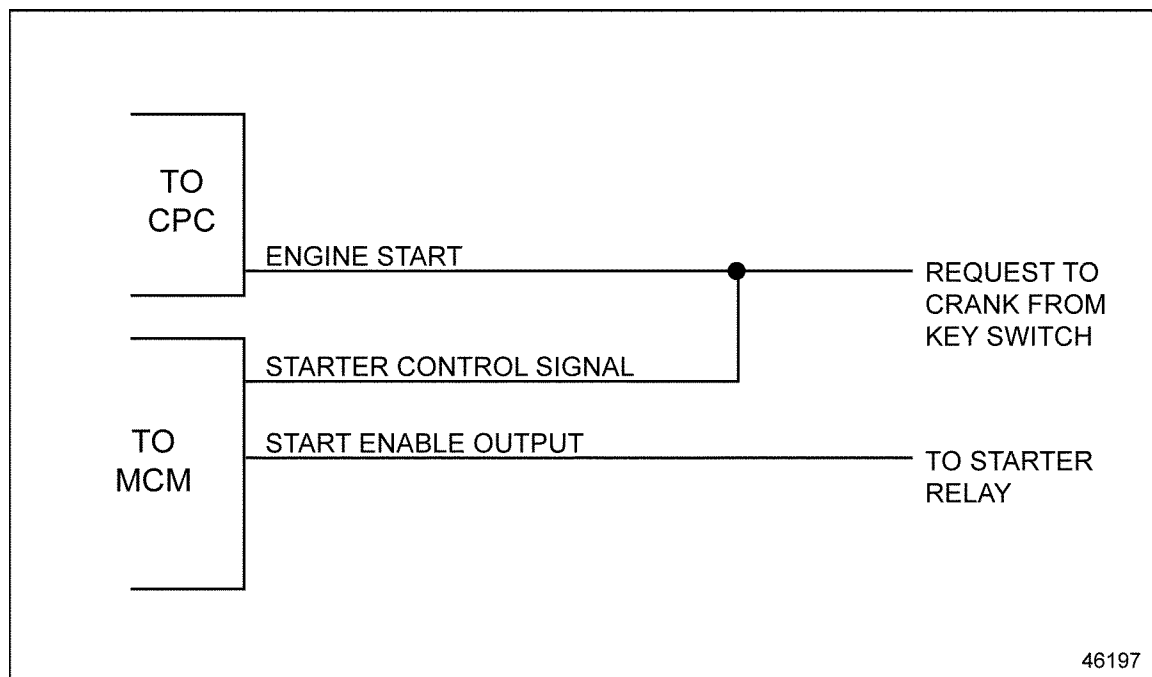 TO
CPC
ENGINE START
REQUEST TO
CRANK FROM
KEY SWITCH
STARTER CONTROL SIGNAL
TO
MCM
START ENABLE OUTPUT
TO STARTER
RELAY
46197